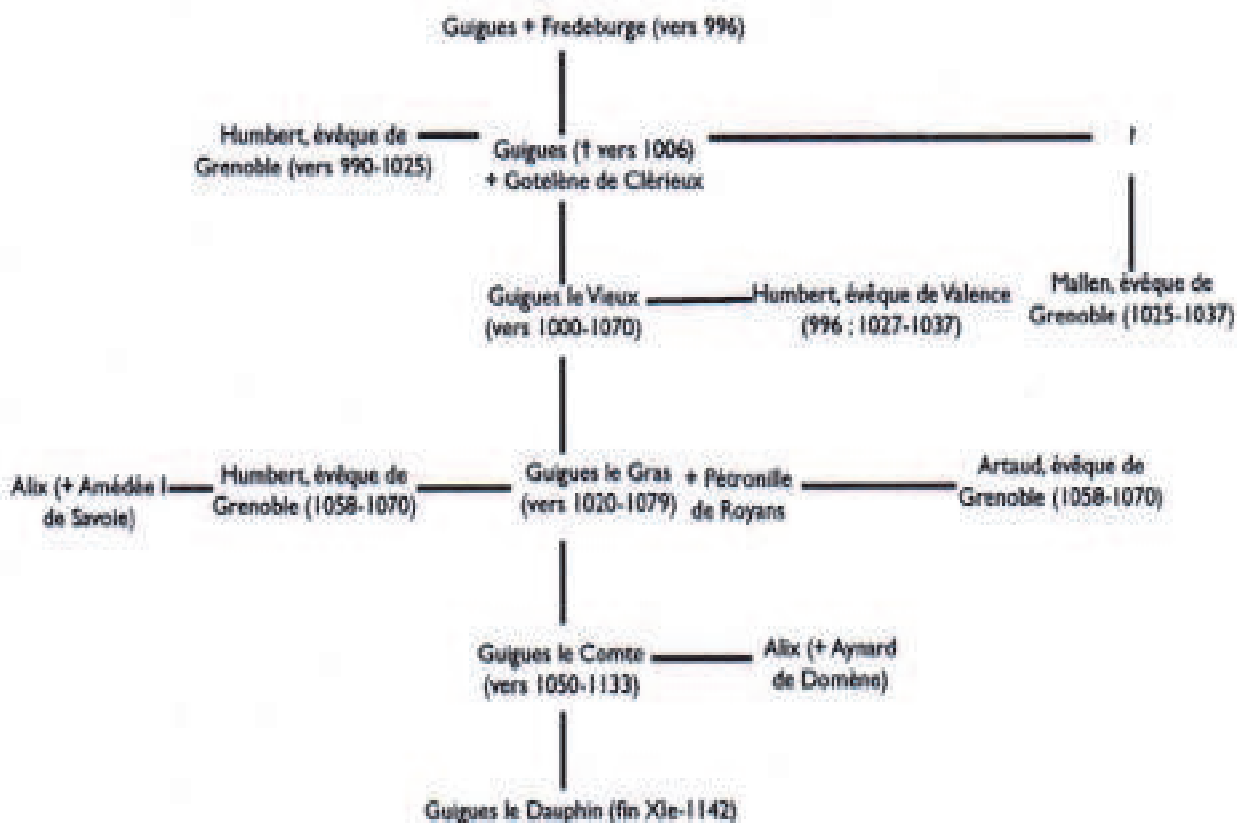 Guigues + Fredeburge (vers 996)
Humbert, évêque de
Grenoble (vers 990-1025)
Guigues († vers 1006)
+ Gotelène de Clérieux
Guigues le Vieux
(vers 1000-1070)
Humbert, évêque de Valence
(996 ; 1027-1037)
Mallen, évêque de
Grenoble (1025-1037)
Alix (+ Amédée I
de Savoie)
Humbert, évêque de
Grenoble (1058-1070)
Guigues le Gras
(vers 1020-1079)
+ Pétronille
de Royans
Artaud, évêque de
Grenoble (1058-1070)
Guigues le Comte
(vers 1050-1133)
Alix (+ Aynard
de Domène)
Guigues le Dauphin (fin XIe-1142)